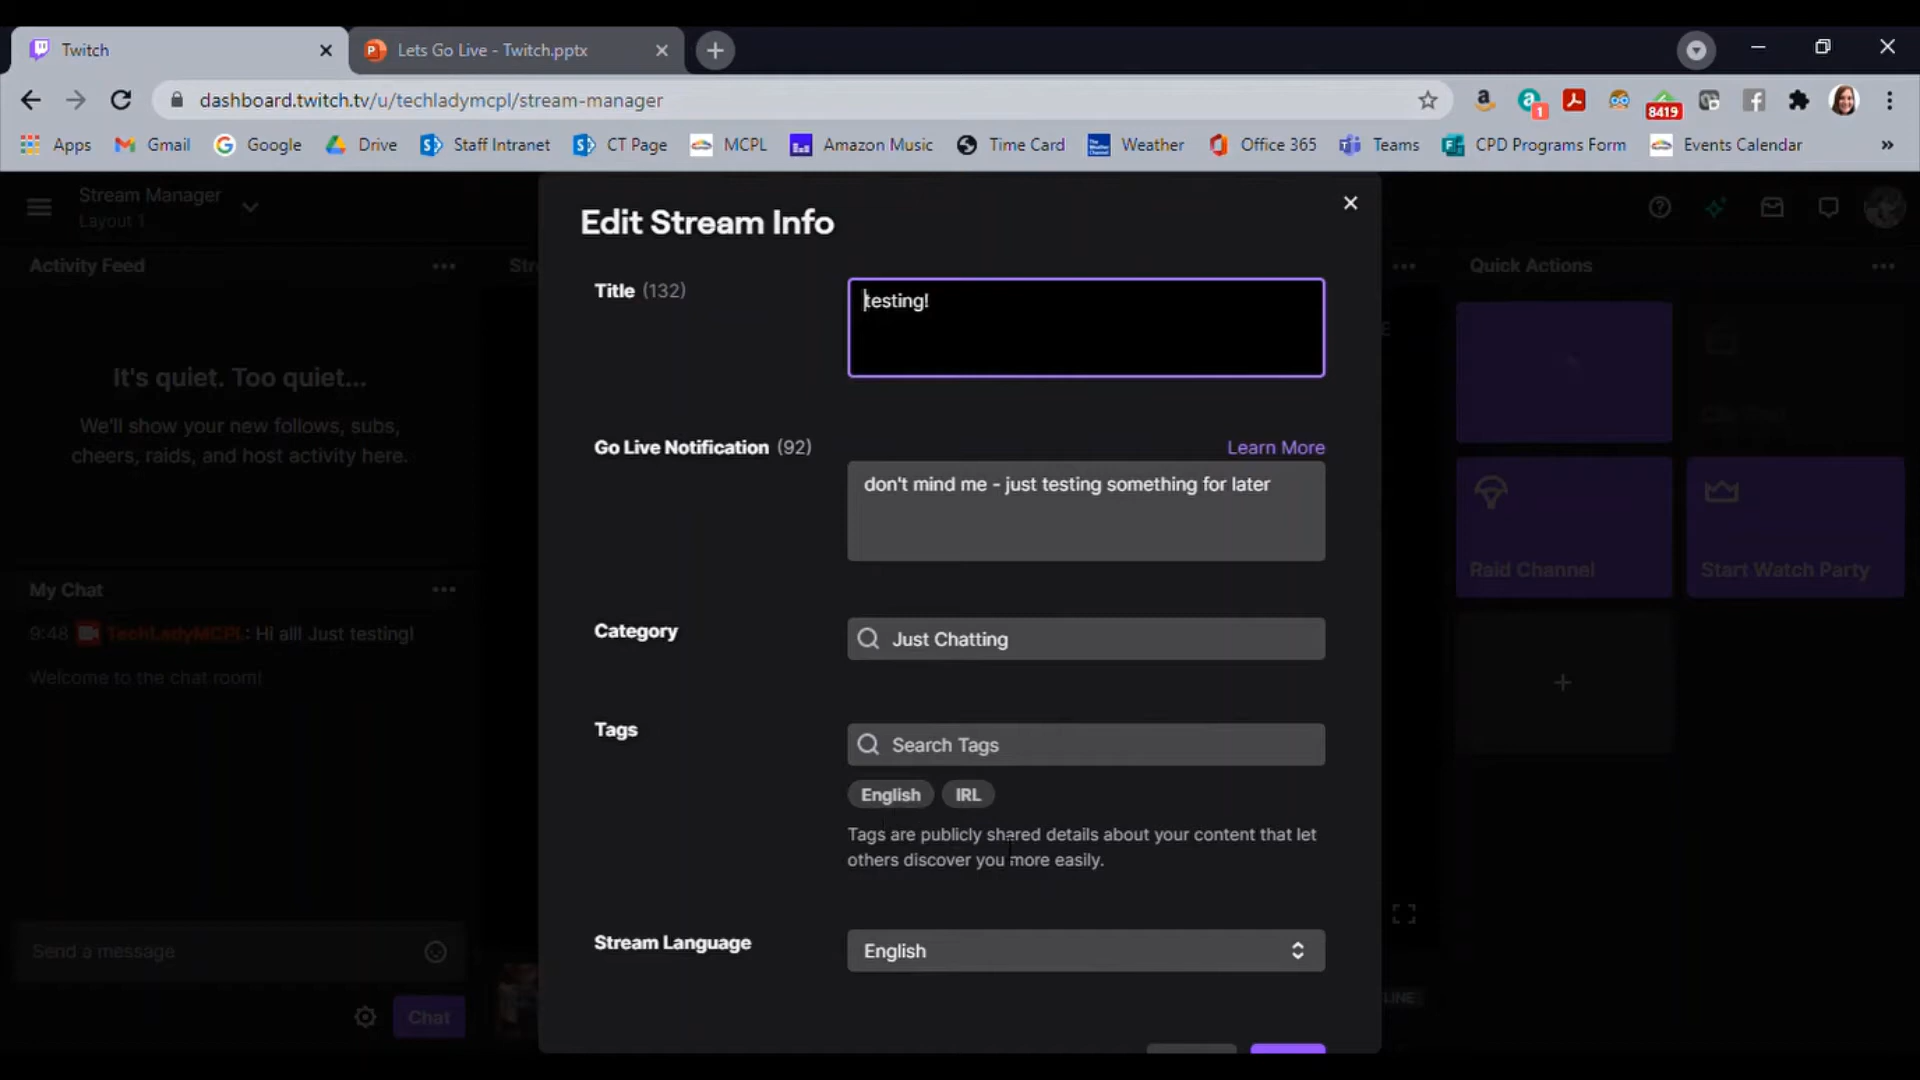 Twitch
Lets Go Live - Twitch.pptx
dashboard.twitch.tv/u/techladymcpl/stream-manager
1
8419
Apps
Gmail
Google
Drive
Staff Intranet
CT Page
MCPL
Amazon Music
Time Card
Weather
Office 365
Teams
CPD Programs Form
Events Calendar
»
Stream Manager
Layout 1
Activity Feed
It's quiet. Too quiet...
We'll show your new follows, subs,
cheers, raids, and host activity here.
My Chat
9:48 TechLadyMCPL: Hi all! Just testing!
Welcome to the chat room!
Send a message
Chat
Edit Stream Info
Title (132)
testing!
Go Live Notification (92)
Learn More
don't mind me - just testing something for later
Category
Just Chatting
Tags
Search Tags
English
IRL
Tags are publicly shared details about your content that let
others discover you more easily.
Stream Language
English
Quick Actions
Raid Channel
Start Watch Party